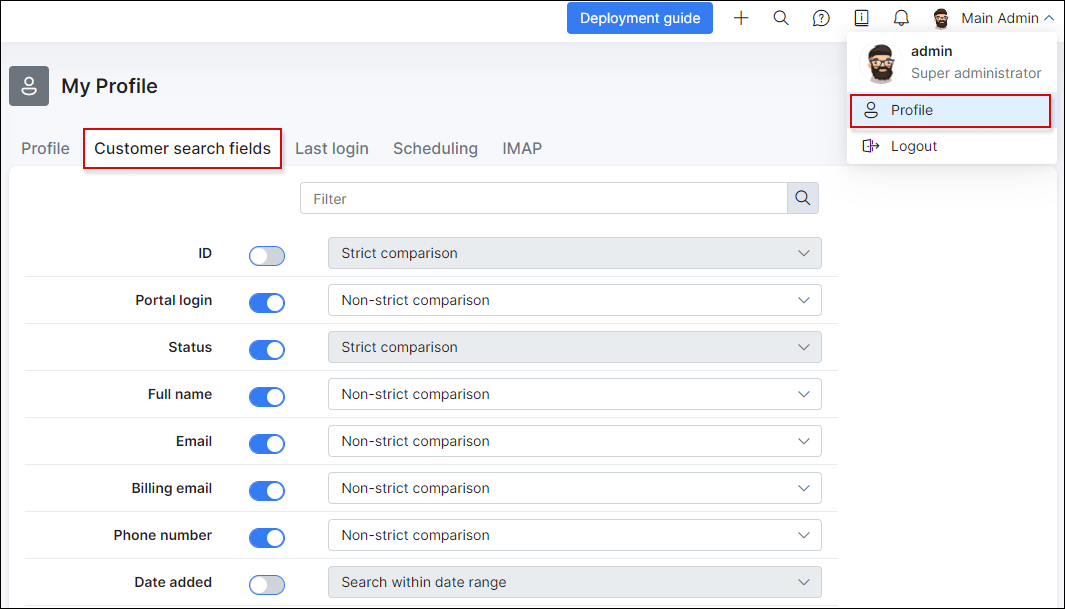 Deployment guide
Main Admin
admin
Super administrator
Profile
Logout
My Profile
Profile Customer search fields Last login Scheduling IMAP
Filter
ID Strict comparison
Portal login Non-strict comparison
Status Strict comparison
Full name Non-strict comparison
Email Non-strict comparison
Billing email Non-strict comparison
Phone number Non-strict comparison
Date added Search within date range